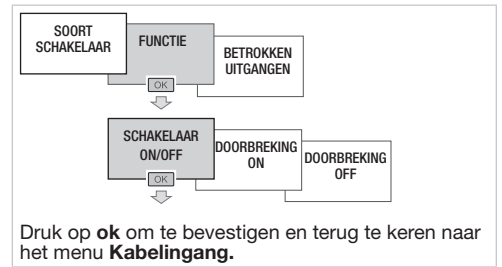 SOORT
SCHAKELAAR
FUNCTIE
BETROKKEN
UITGANGEN
OK
SCHAKELAAR
ON/OFF
DOORBREKING
ON
DOORBREKING
OFF
OK
Druk op ok om te bevestigen en terug te keren naar
het menu Kabelingang.